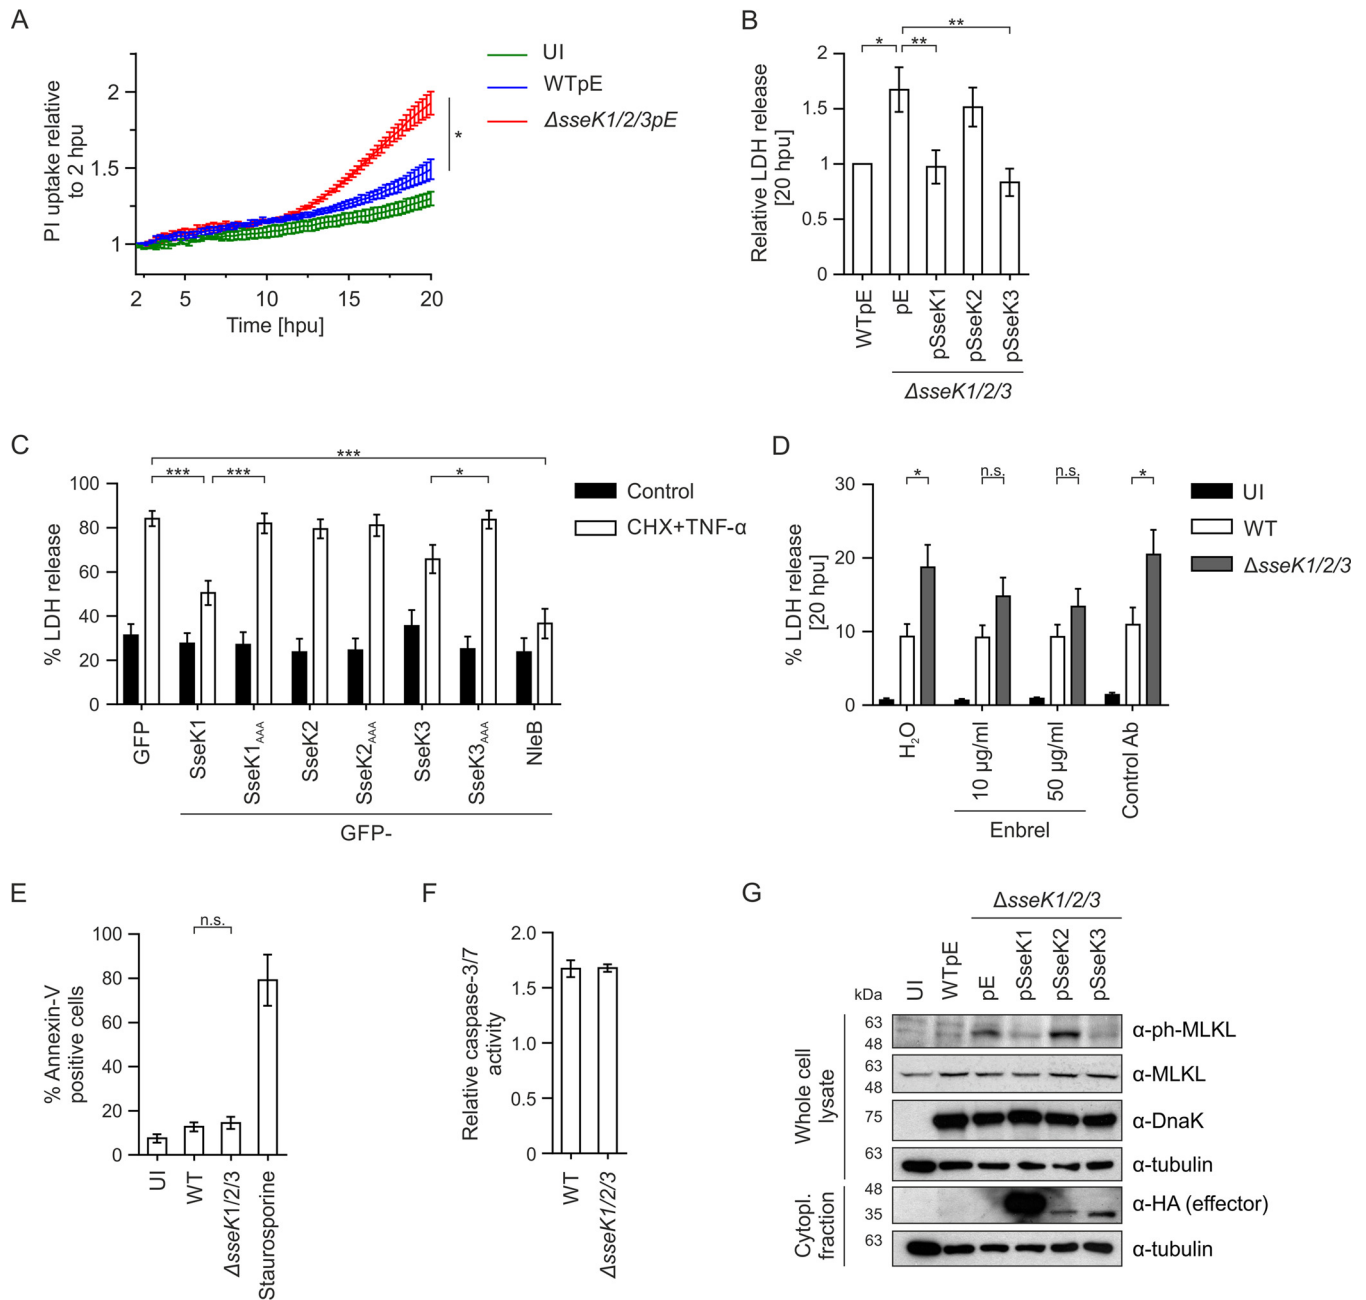 A
PI uptake relative
to 2 hpu
2
1.5
1
2
5
10
15
20
Time [hpu]
UI
WTpE
ΔsseK1/2/3pE
*
B
Relative LDH release
[20 hpu]
2
1.5
1
0.5
0
*
**
**
WTpE
pE
pSseK1
pSseK2
pSseK3
ΔsseK1/2/3
C
% LDH release
100
80
60
40
20
0
***
***
***
*
Control
CHX+TNF-α
GFP
SseK1
SseK1AAA
SseK2
SseK2AAA
SseK3
SseK3AAA
NleB
GFP-
D
% LDH release
[20 hpu]
30
20
10
0
*
n.s.
n.s.
*
UI
WT
ΔsseK1/2/3
H2O
10 µg/ml
50 µg/ml
Control Ab
Enbrel
E
% Annexin-V
positive cells
100
80
60
40
20
0
n.s.
UI
WT
ΔsseK1/2/3
Staurosporine
F
Relative caspase-3/7
activity
2.0
1.5
1.0
0.5
0
WT
ΔsseK1/2/3
G
ΔsseK1/2/3
kDa
UI
WTpE
pE
pSseK1
pSseK2
pSseK3
Whole cell
lysate
63
48
α-ph-MLKL
63
48
α-MLKL
75
α-DnaK
63
α-tubulin
Cytopl.
fraction
48
35
α-HA (effector)
63
α-tubulin